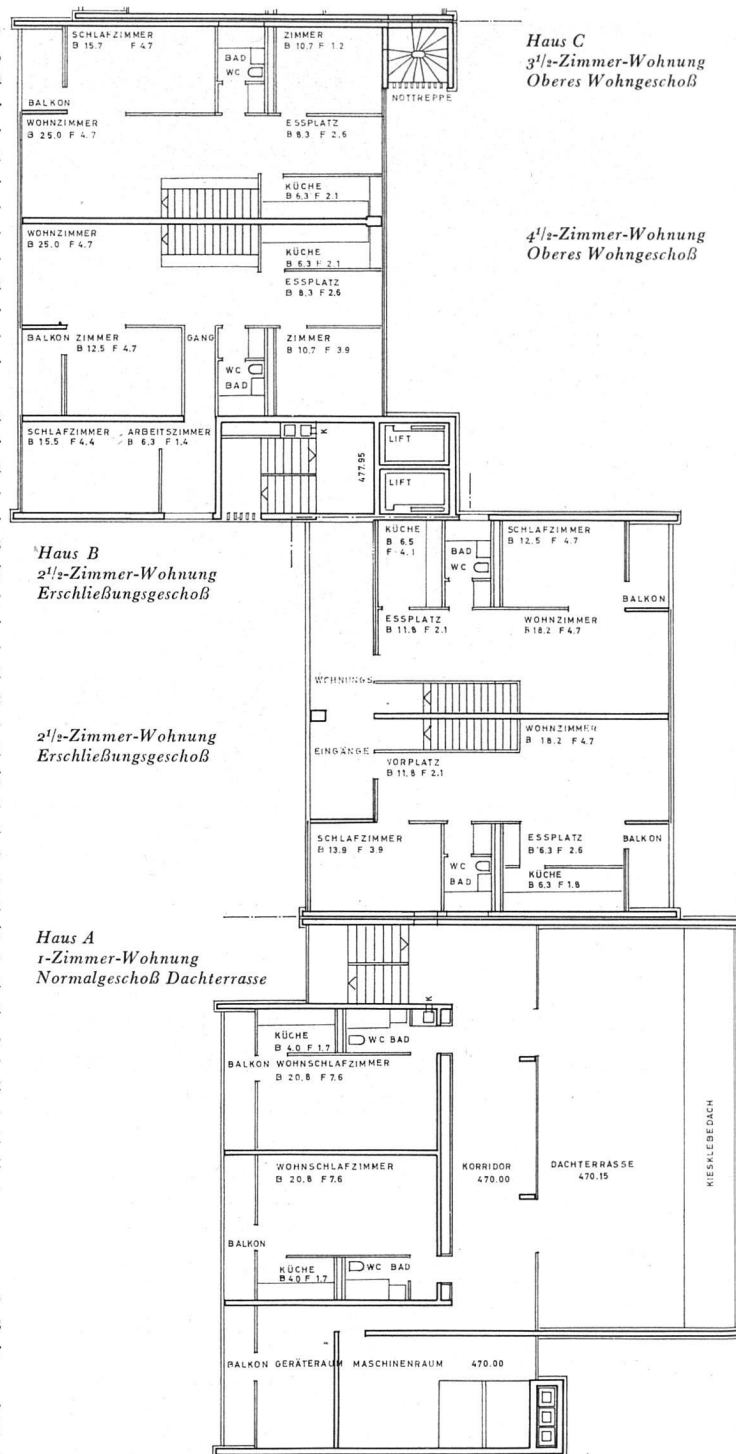 SCHLAFZIMMER
B 15.7 F 4.7
BAD
WC
ZIMMER
B 10.7 F 1.2
NOTTREPPE
Haus C
3½-Zimmer-Wohnung
Oberes Wohngeschoß
BALKON
WOHNZIMMER
B 25.0 F 4.7
ESSPLATZ
B 8.3 F 2.6
KÜCHE
B 6.3 F 2.1
WOHNZIMMER
B 25.0 F 4.7
KÜCHE
B 6.3 F 2.1
ESSPLATZ
B 8.3 F 2.6
4½-Zimmer-Wohnung
Oberes Wohngeschoß
BALKON ZIMMER
B 12.5 F 4.7
GANG
WC
BAD
ZIMMER
B 10.7 F 3.9
SCHLAFZIMMER
B 15.5 F 4.4
ARBEITSZIMMER
B 6.3 F 1.4
K
477.95
LIFT
LIFT
Haus B
2½-Zimmer-Wohnung
Erschließungsgeschoß
KÜCHE
B 6.5
F 4.1
BAD
WC
SCHLAFZIMMER
B 12.5 F 4.7
BALKON
ESSPLATZ
B 11.8 F 2.1
WOHNZIMMER
B 18.2 F 4.7
WOHNUNGS
EINGÄNGE
2½-Zimmer-Wohnung
Erschließungsgeschoß
WOHNZIMMER
B 18.2 F 4.7
VORPLATZ
B 11.8 F 2.1
SCHLAFZIMMER
B 13.9 F 3.9
WC
BAD
ESSPLATZ
B 6.3 F 2.6
BALKON
KÜCHE
B 6.3 F 1.8
Haus A
1-Zimmer-Wohnung
Normalgeschoß Dachterrasse
K
KÜCHE
B 4.0 F 1.7
WC BAD
BALKON WOHNSCHLAFZIMMER
B 20.8 F 7.6
WOHNSCHLAFZIMMER
B 20.8 F 7.6
KORRIDOR
470.00
DACHTERRASSE
470.15
KIESKLEBEDACH
BALKON
KÜCHE
B 4.0 F 1.7
WC BAD
BALKON GERÄTERAUM MASCHINENRAUM 470.00